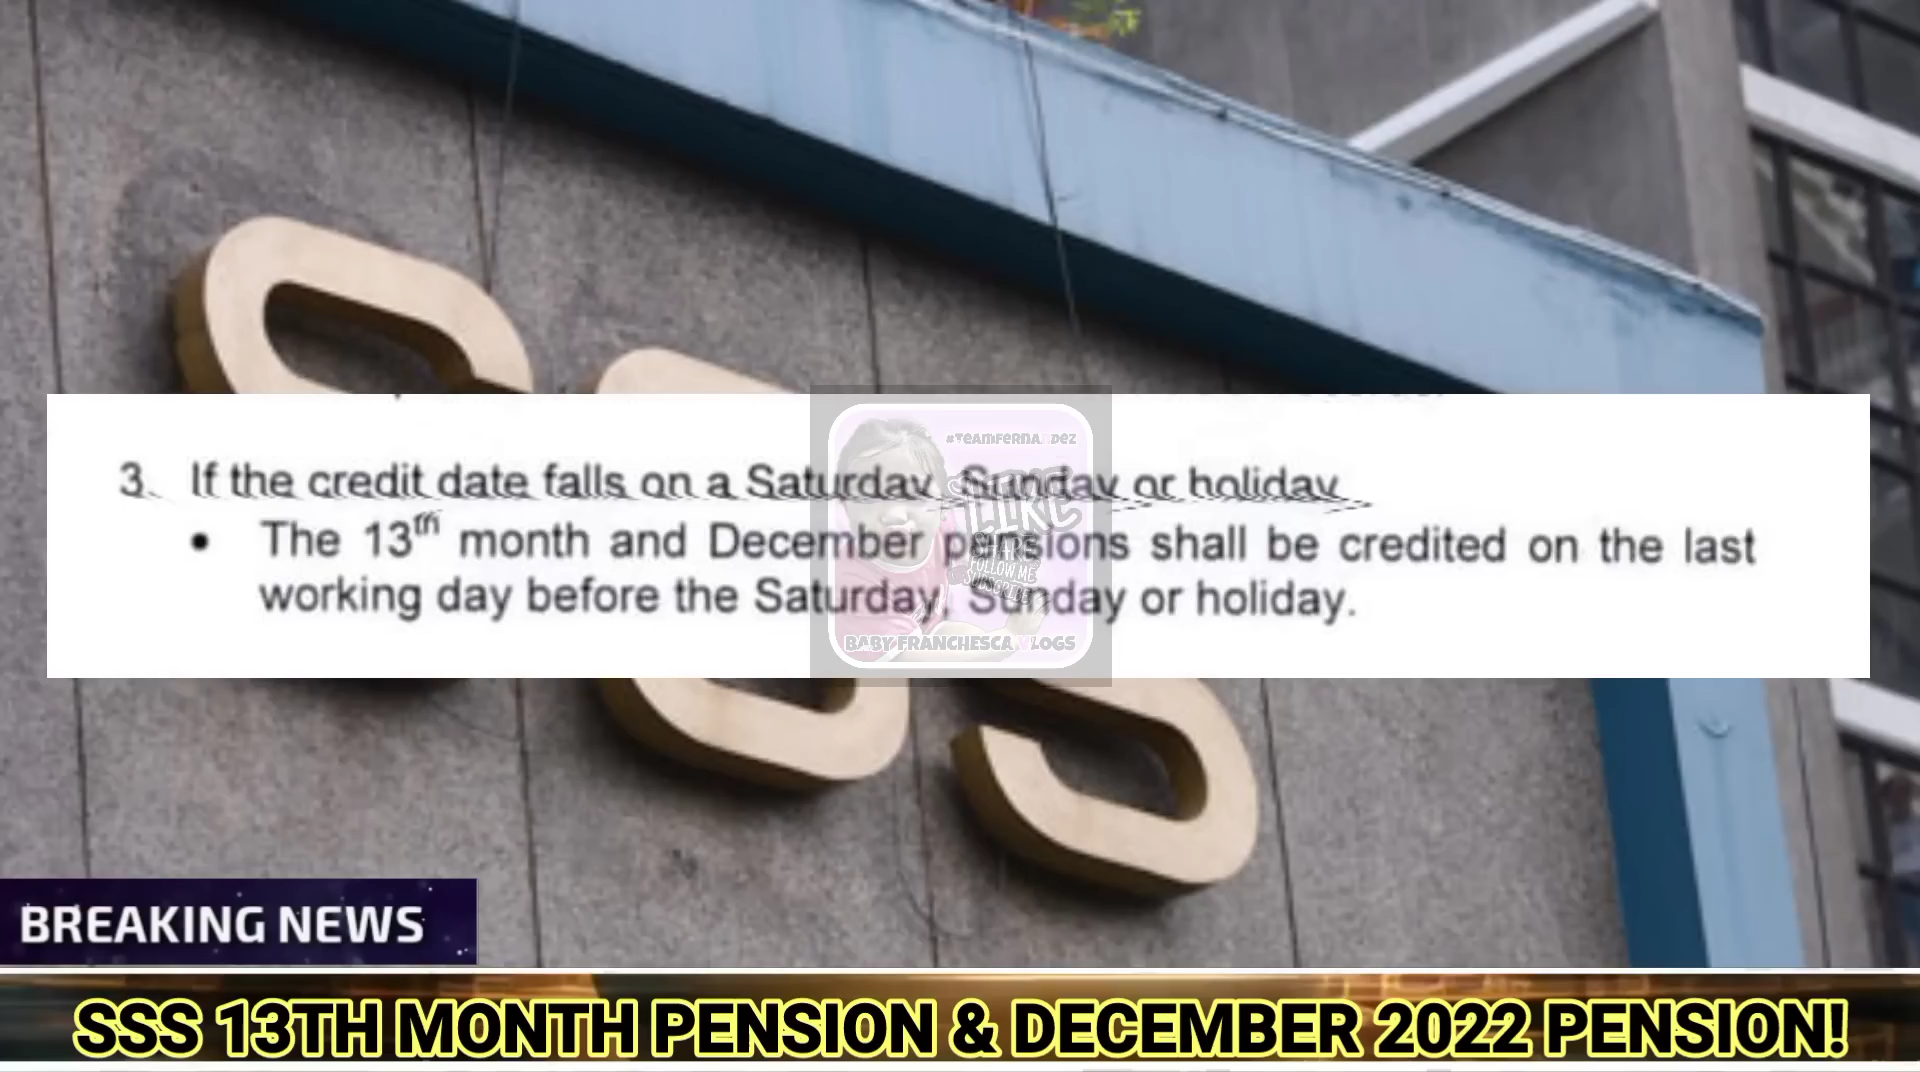 3. If the credit date falls on a Saturday, Sunday or holiday
• The 13th month and December pensions shall be credited on the last
working day before the Saturday, Sunday or holiday.
#TEAMFERNANDEZ
LIKE
SHARE
FOLLOW ME
SUBSCRIBE
BABY FRANCHESCA VLOGS
BREAKING NEWS
SSS 13TH MONTH PENSION & DECEMBER 2022 PENSION!